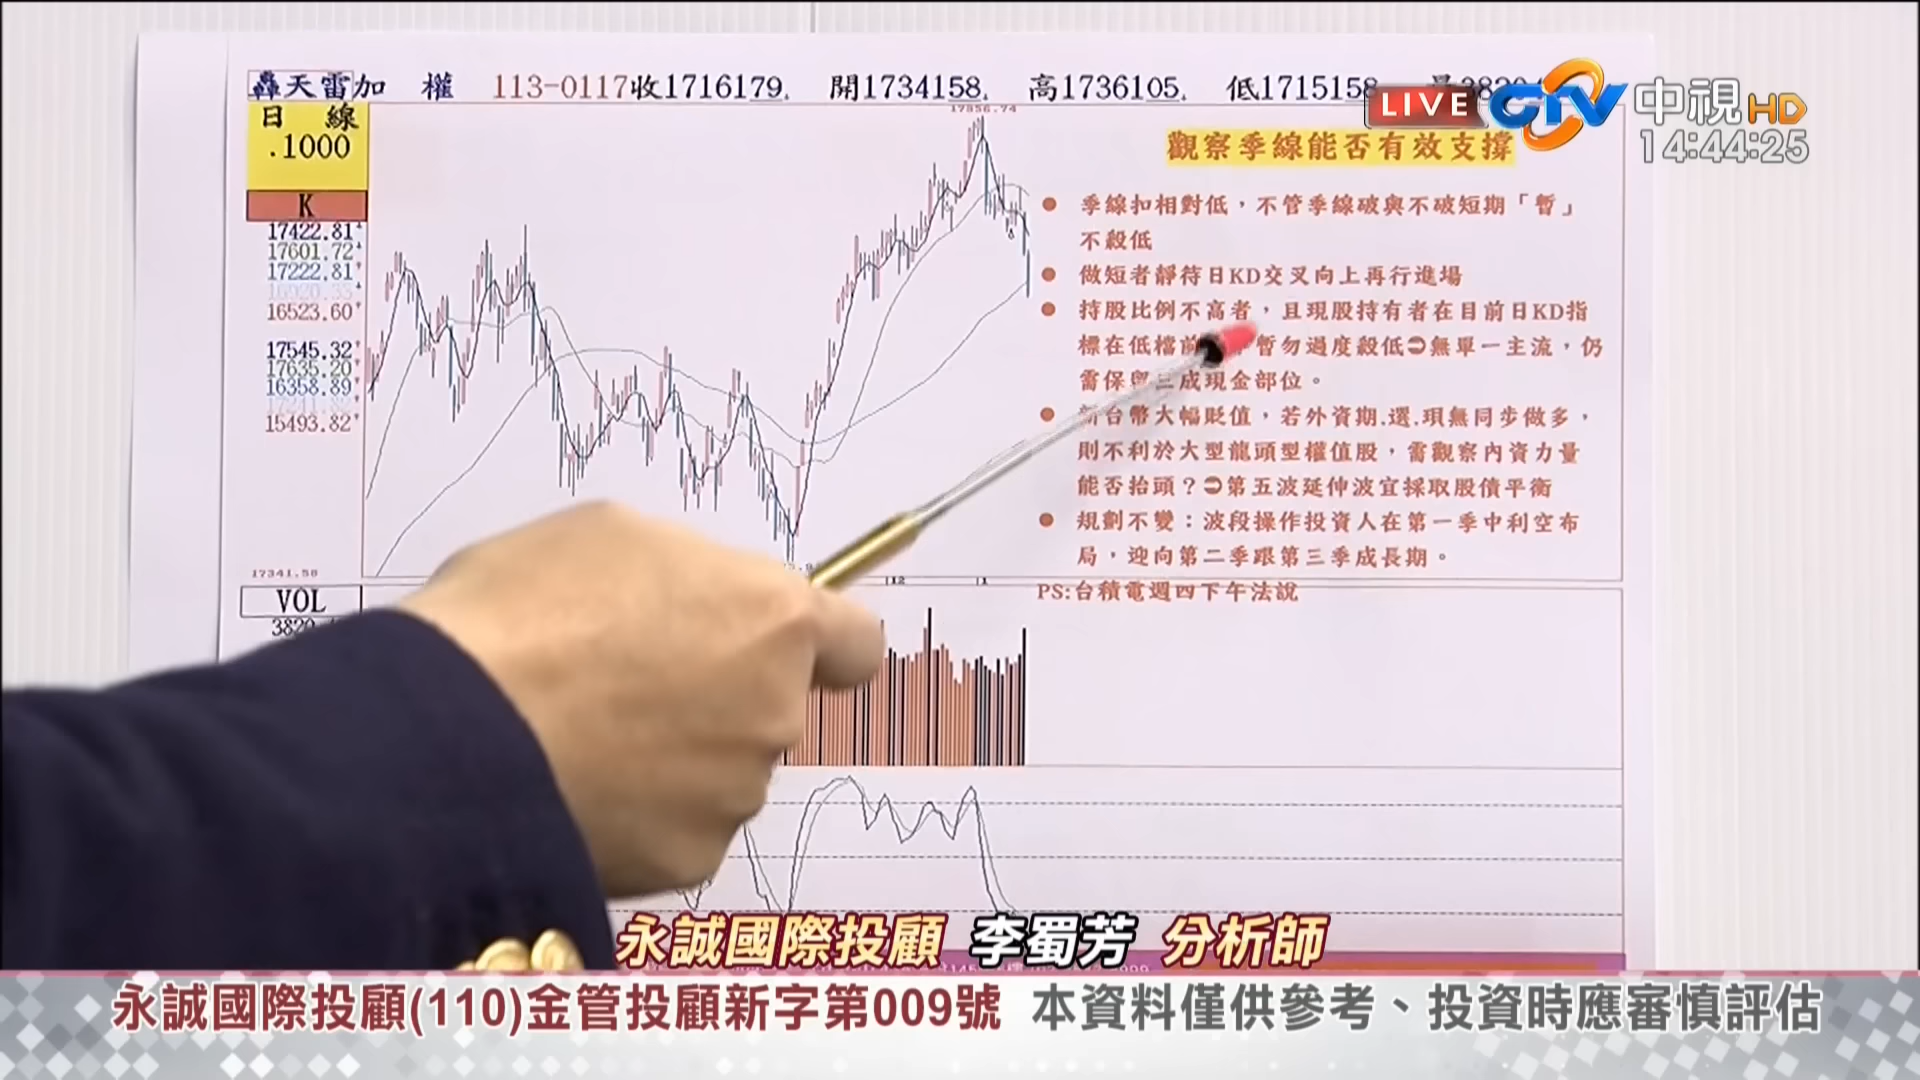 轟天雷加 權 113-0117收1716179. 開1734158. 高1736105. 低1715158
LIVE CTV 中視HD
14:44:25
日 線
.1000
K
17422.81
17601.72
17222.81
16523.60
17545.32
17635.20
16358.89
15493.82
17341.58
VOL
17856.74
12
1
觀察季線能否有效支撐
● 季線扣相對低，不管季線破與不破短期「暫」
不殺低
● 做短者靜待日KD交叉向上再行進場
● 持股比例不高者，且現股持有者在目前日KD指
標在低檔前 暫勿過度殺低➲無單一主流，仍
需保留三成現金部位。
● 新台幣大幅貶值，若外資期.選.現無同步做多，
則不利於大型龍頭型權值股，需觀察內資力量
能否抬頭？➲第五波延伸波宜採取股債平衡
● 規劃不變：波段操作投資人在第一季中利空布
局，迎向第二季跟第三季成長期。
PS:台積電週四下午法說
永誠國際投顧 李蜀芳 分析師
永誠國際投顧(110)金管投顧新字第009號 本資料僅供參考、投資時應審慎評估